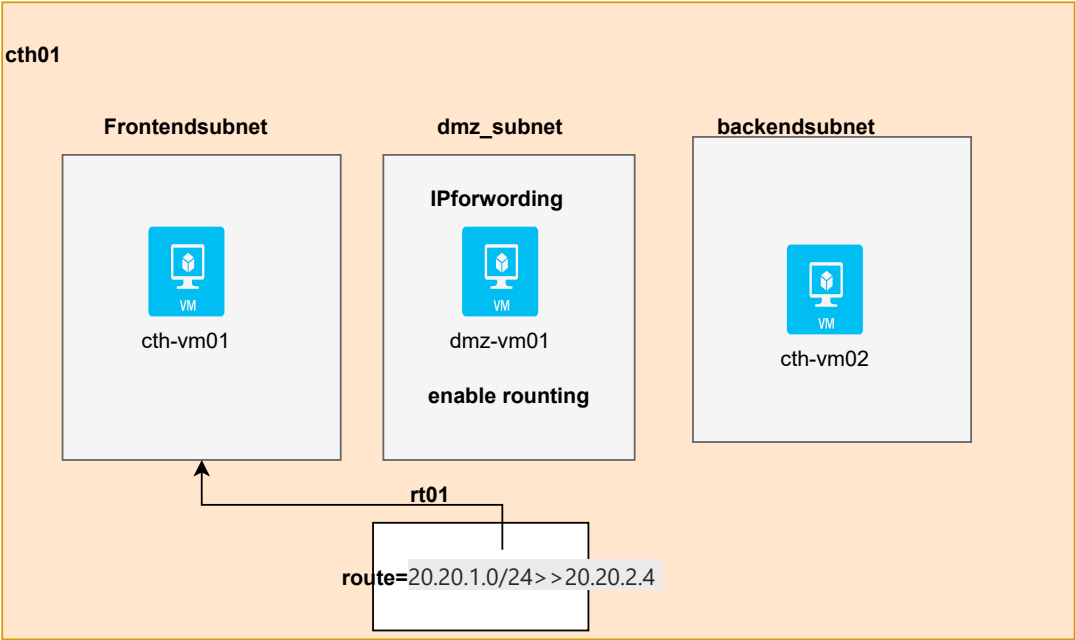 cth01
Frontendsubnet
dmz_subnet
backendsubnet
IPforwording
VM
VM
VM
cth-vm01
dmz-vm01
cth-vm02
enable rounting
rt01
route=20.20.1.0/24>>20.20.2.4